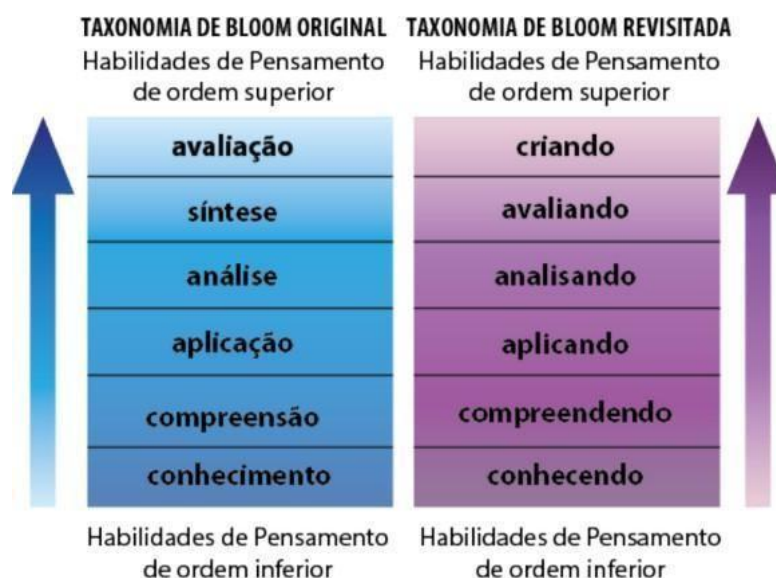 TAXONOMIA DE BLOOM ORIGINAL
Habilidades de Pensamento
de ordem superior
avaliação
síntese
análise
aplicação
compreensão
conhecimento
Habilidades de Pensamento
de ordem inferior
TAXONOMIA DE BLOOM REVISITADA
Habilidades de Pensamento
de ordem superior
criando
avaliando
analisando
aplicando
compreendendo
conhecendo
Habilidades de Pensamento
de ordem inferior